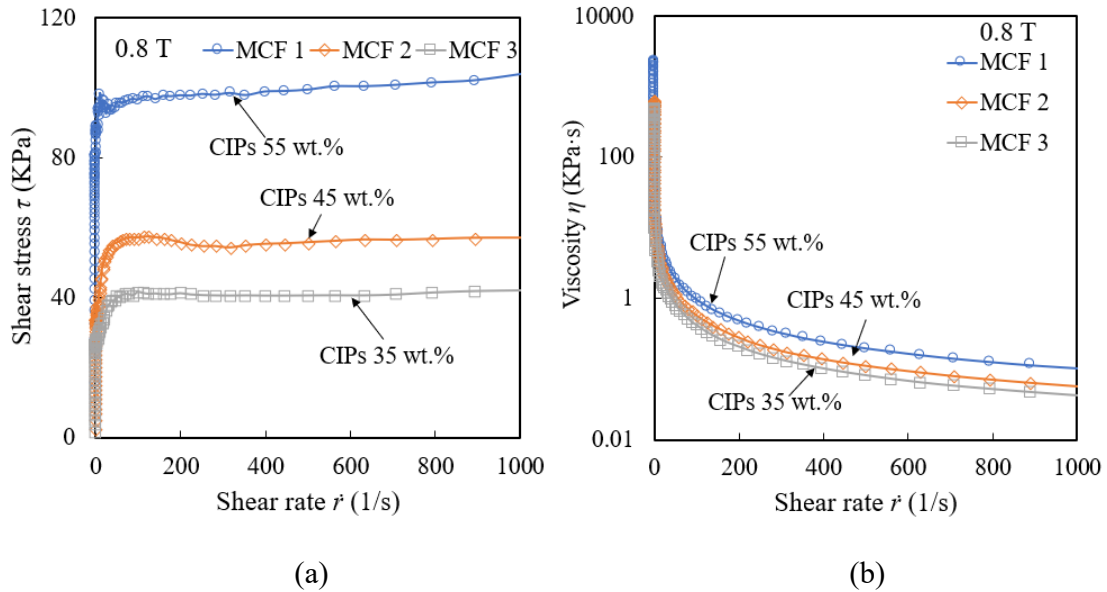 120
80
40
0
Shear stress τ (KPa)
0.8 T
MCF 1 MCF 2 MCF 3
CIPs 55 wt.%
CIPs 45 wt.%
CIPs 35 wt.%
0 200 400 600 800 1000
Shear rate ṙ (1/s)
(a)
10000
100
1
0.01
Viscosity η (KPa·s)
0.8 T
MCF 1
MCF 2
MCF 3
CIPs 55 wt.%
CIPs 45 wt.%
CIPs 35 wt.%
0 200 400 600 800 1000
Shear rate ṙ (1/s)
(b)